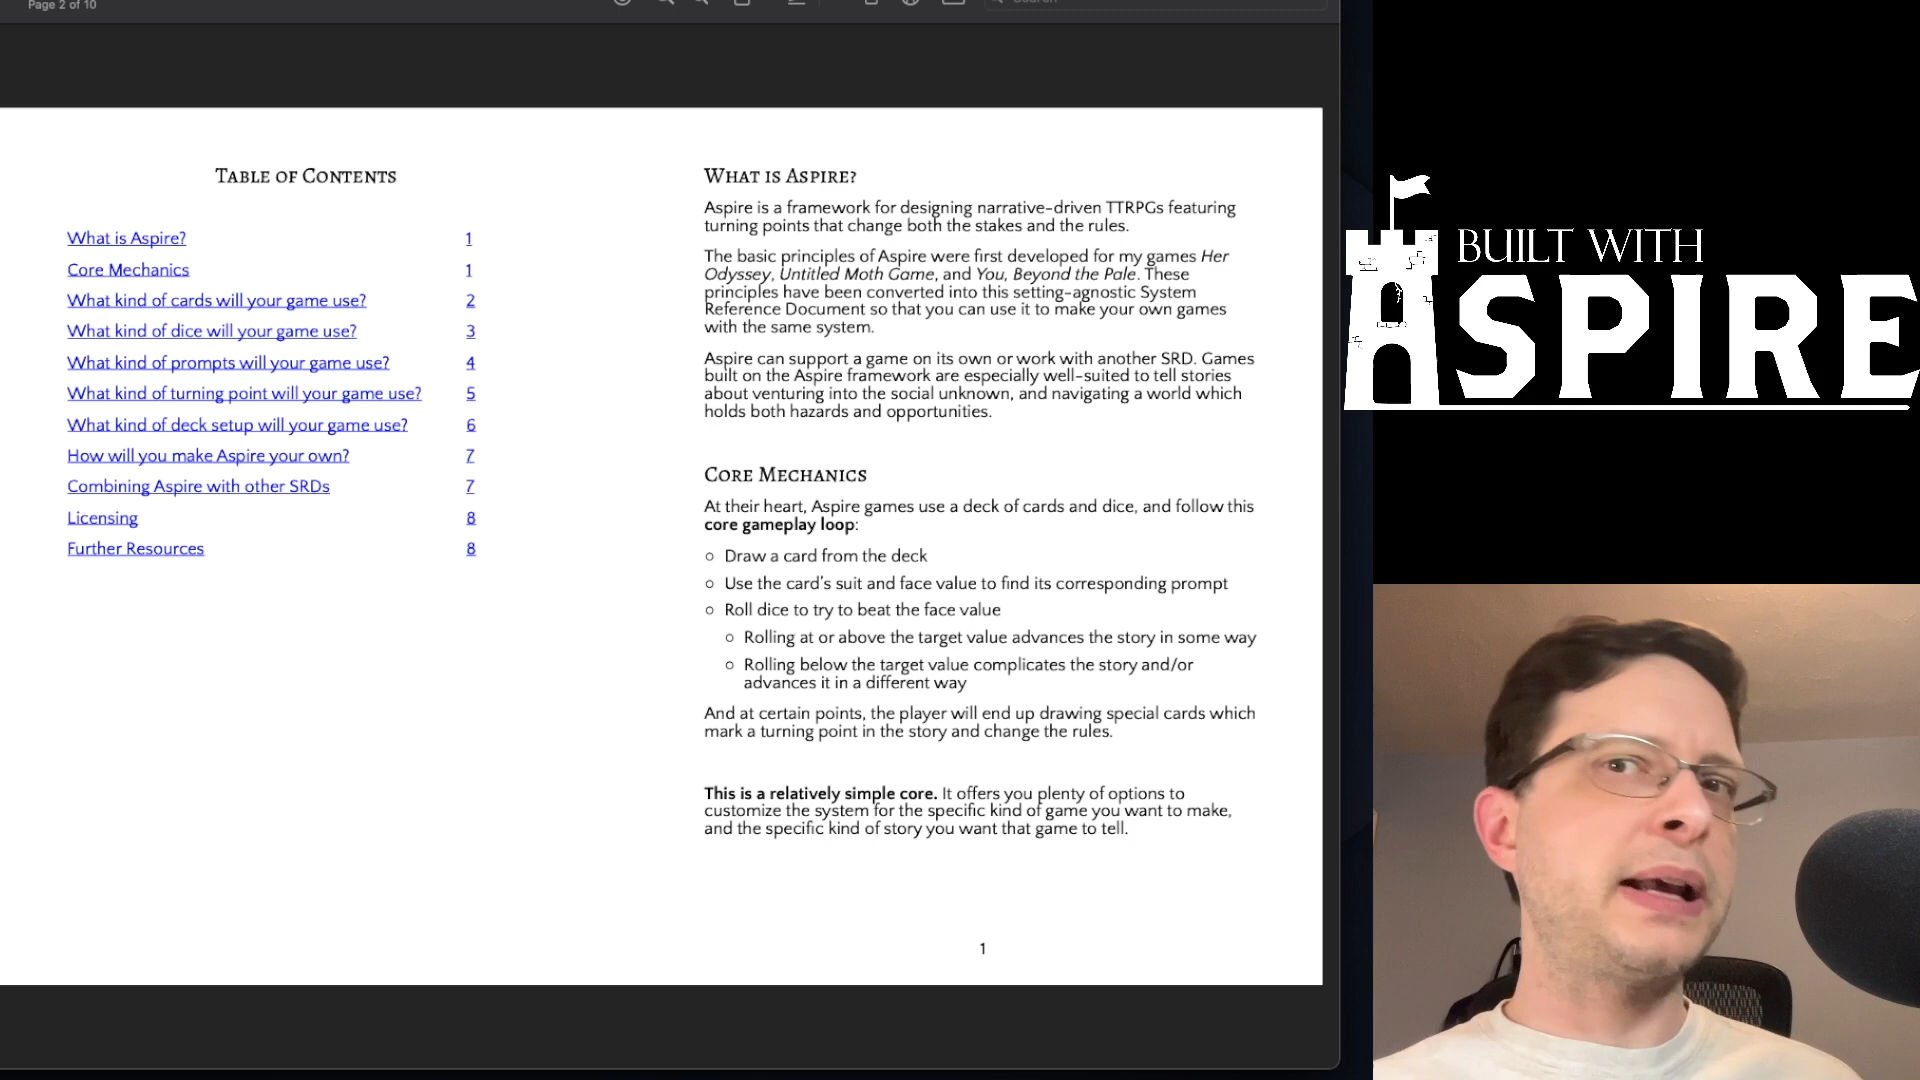 Page 2 of 10
Search
Table of Contents
What is Aspire? 1
Core Mechanics 1
What kind of cards will your game use? 2
What kind of dice will your game use? 3
What kind of prompts will your game use? 4
What kind of turning point will your game use? 5
What kind of deck setup will your game use? 6
How will you make Aspire your own? 7
Combining Aspire with other SRDs 7
Licensing 8
Further Resources 8
What is Aspire?
Aspire is a framework for designing narrative-driven TTRPGs featuring
turning points that change both the stakes and the rules.
The basic principles of Aspire were first developed for my games Her
Odyssey, Untitled Moth Game, and You, Beyond the Pale. These
principles have been converted into this setting-agnostic System
Reference Document so that you can use it to make your own games
with the same system.
Aspire can support a game on its own or work with another SRD. Games
built on the Aspire framework are especially well-suited to tell stories
about venturing into the social unknown, and navigating a world which
holds both hazards and opportunities.
Core Mechanics
At their heart, Aspire games use a deck of cards and dice, and follow this
core gameplay loop:
○ Draw a card from the deck
○ Use the card's suit and face value to find its corresponding prompt
○ Roll dice to try to beat the face value
○ Rolling at or above the target value advances the story in some way
○ Rolling below the target value complicates the story and/or
advances it in a different way
And at certain points, the player will end up drawing special cards which
mark a turning point in the story and change the rules.
This is a relatively simple core. It offers you plenty of options to
customize the system for the specific kind of game you want to make,
and the specific kind of story you want that game to tell.
1
BUILT WITH
ASPIRE